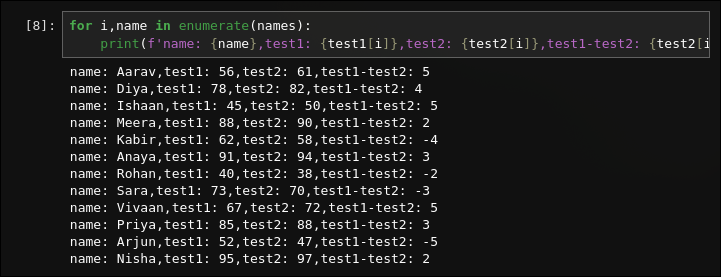 [8]: for i,name in enumerate(names):
print(f'name: {name},test1: {test1[i]},test2: {test2[i]},test1-test2: {test2[i
name: Aarav,test1: 56,test2: 61,test1-test2: 5
name: Diya,test1: 78,test2: 82,test1-test2: 4
name: Ishaan,test1: 45,test2: 50,test1-test2: 5
name: Meera,test1: 88,test2: 90,test1-test2: 2
name: Kabir,test1: 62,test2: 58,test1-test2: -4
name: Anaya,test1: 91,test2: 94,test1-test2: 3
name: Rohan,test1: 40,test2: 38,test1-test2: -2
name: Sara,test1: 73,test2: 70,test1-test2: -3
name: Vivaan,test1: 67,test2: 72,test1-test2: 5
name: Priya,test1: 85,test2: 88,test1-test2: 3
name: Arjun,test1: 52,test2: 47,test1-test2: -5
name: Nisha,test1: 95,test2: 97,test1-test2: 2